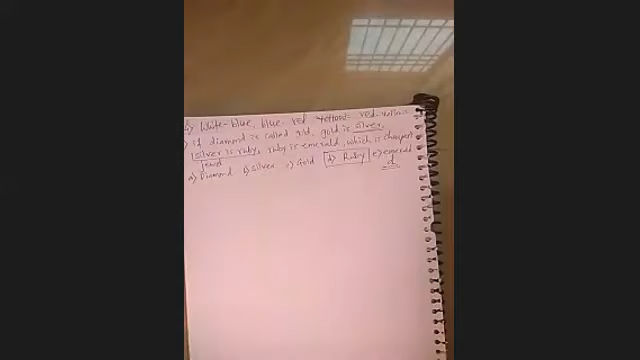 White-blue, blue- red yellow- red-yellow
) if diamond is called gold, gold is silver,
silver is ruby, ruby is emerald, which is cheapest
jewel
a) Diamond b) Silver c) Gold d) Ruby e) emerald
d